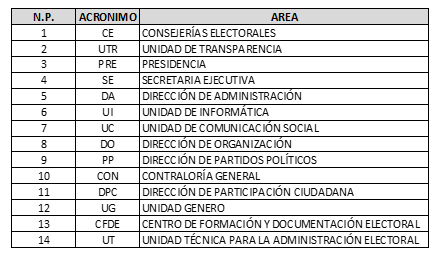 N.P. ACRONIMO AREA
1 CE CONSEJERÍAS ELECTORALES
2 UTR UNIDAD DE TRANSPARENCIA
3 PRE PRESIDENCIA
4 SE SECRETARIA EJECUTIVA
5 DA DIRECCIÓN DE ADMINISTRACIÓN
6 UI UNIDAD DE INFORMÁTICA
7 UC UNIDAD DE COMUNICACIÓN SOCIAL
8 DO DIRECCIÓN DE ORGANIZACIÓN
9 PP DIRECCIÓN DE PARTIDOS POLÍTICOS
10 CON CONTRALORÍA GENERAL
11 DPC DIRECCIÓN DE PARTICIPACIÓN CIUDADANA
12 UG UNIDAD GENERO
13 CFDE CENTRO DE FORMACIÓN Y DOCUMENTACIÓN ELECTORAL
14 UT UNIDAD TÉCNICA PARA LA ADMINISTRACIÓN ELECTORAL